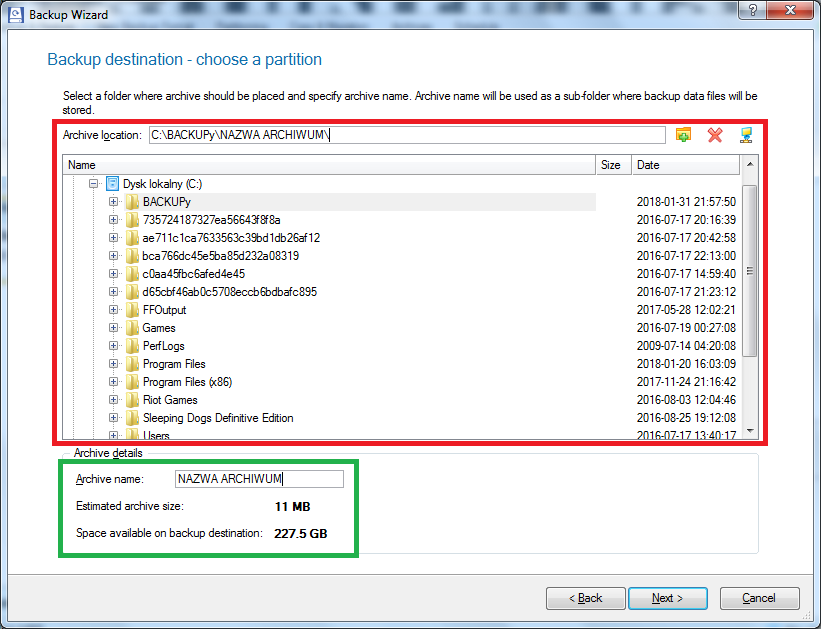 Backup Wizard
?
Backup destination - choose a partition
Select a folder where archive should be placed and specify archive name. Archive name will be used as a sub-folder where backup data files will be
stored.
Archive location: C:\BACKUPy\NAZWA ARCHIWUM\
Name Size Date
Dysk lokalny (C:)
BACKUPy 2018-01-31 21:57:50
735724187327ea56643f8f8a 2016-07-17 20:16:39
ae711c1ca7633563c39bd1db26af12 2016-07-17 20:42:58
bca766dc45e5ba85d232a08319 2016-07-17 22:13:00
c0aa45fbc6afed4e45 2016-07-17 14:59:40
d65cbf46ab0c5708eccb6bdbafc895 2016-07-17 21:23:12
FFOutput 2017-05-28 12:02:21
Games 2016-07-19 00:27:08
PerfLogs 2009-07-14 04:20:08
Program Files 2018-01-20 16:03:09
Program Files (x86) 2017-11-24 21:16:42
Riot Games 2016-08-03 12:04:46
Sleeping Dogs Definitive Edition 2016-08-25 19:12:08
Users 2016-07-17 13:40:17
Archive details
Archive name: NAZWA ARCHIWUM
Estimated archive size: 11 MB
Space available on backup destination: 227.5 GB
< Back Next > Cancel